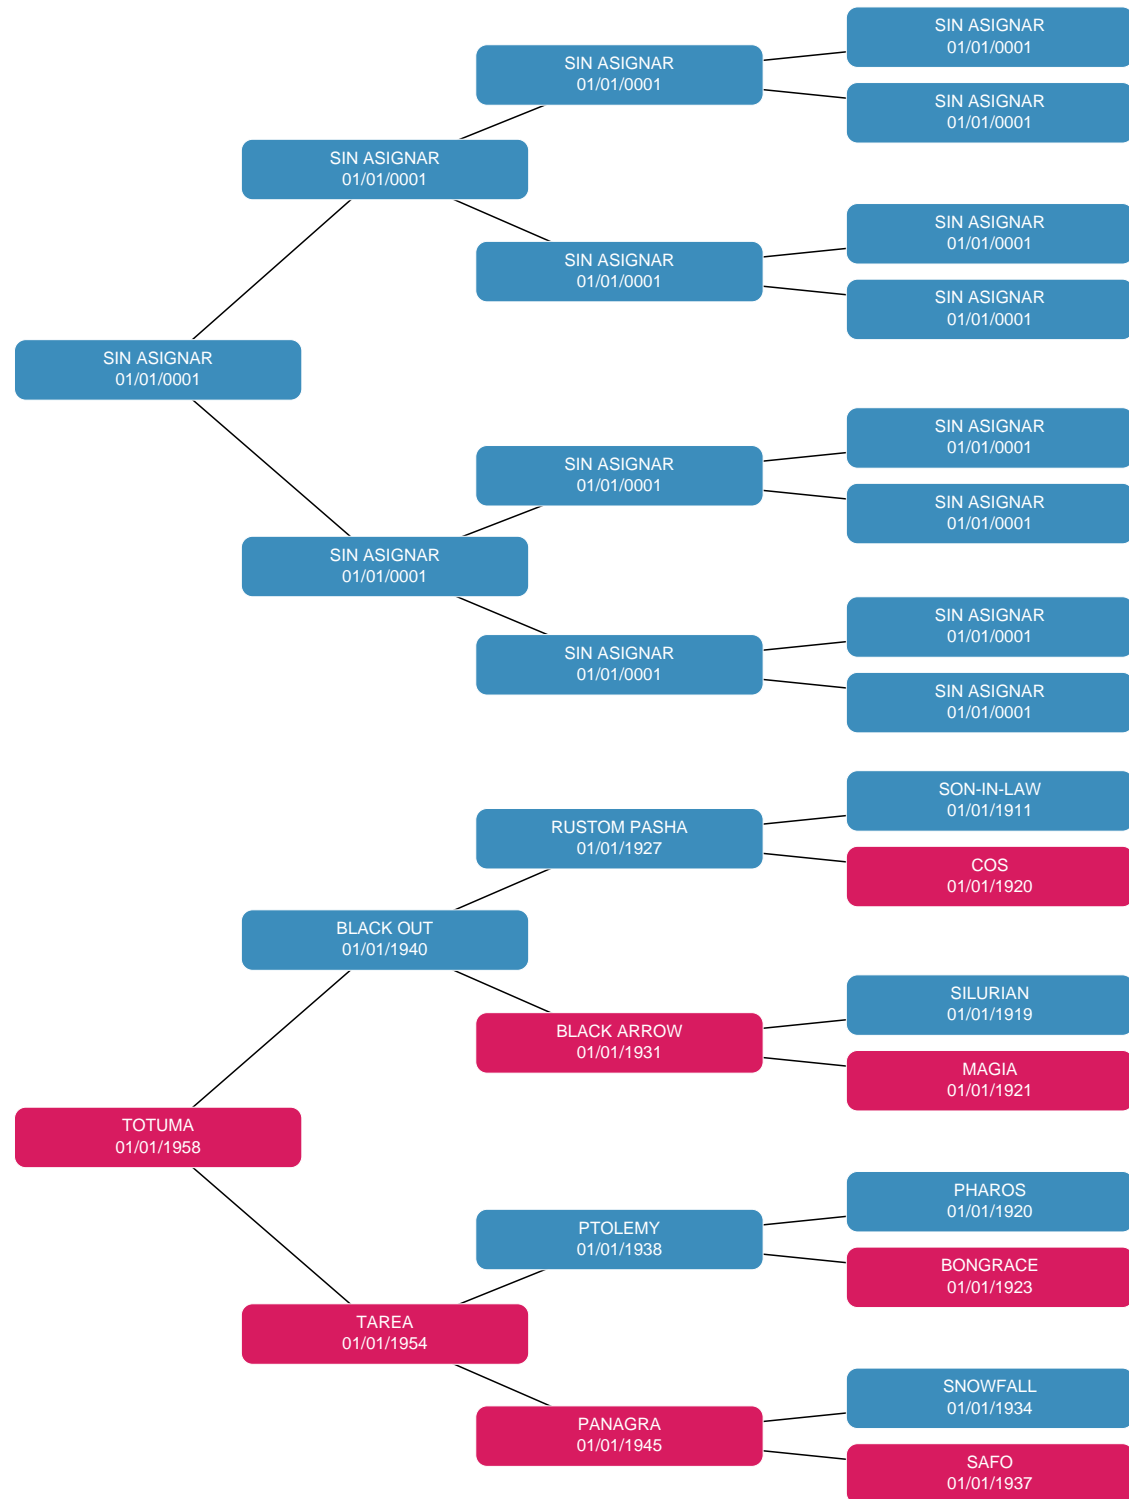 SIN ASIGNAR
01/01/0001
SIN ASIGNAR
01/01/0001
SIN ASIGNAR
01/01/0001
SIN ASIGNAR
01/01/0001
SIN ASIGNAR
01/01/0001
SIN ASIGNAR
01/01/0001
SIN ASIGNAR
01/01/0001
SIN ASIGNAR
01/01/0001
SIN ASIGNAR
01/01/0001
SIN ASIGNAR
01/01/0001
SIN ASIGNAR
01/01/0001
SIN ASIGNAR
01/01/0001
SIN ASIGNAR
01/01/0001
SIN ASIGNAR
01/01/0001
SIN ASIGNAR
01/01/0001
SON-IN-LAW
01/01/1911
RUSTOM PASHA
01/01/1927
COS
01/01/1920
BLACK OUT
01/01/1940
SILURIAN
01/01/1919
BLACK ARROW
01/01/1931
MAGIA
01/01/1921
TOTUMA
01/01/1958
PHAROS
01/01/1920
PTOLEMY
01/01/1938
BONGRACE
01/01/1923
TAREA
01/01/1954
SNOWFALL
01/01/1934
PANAGRA
01/01/1945
SAFO
01/01/1937